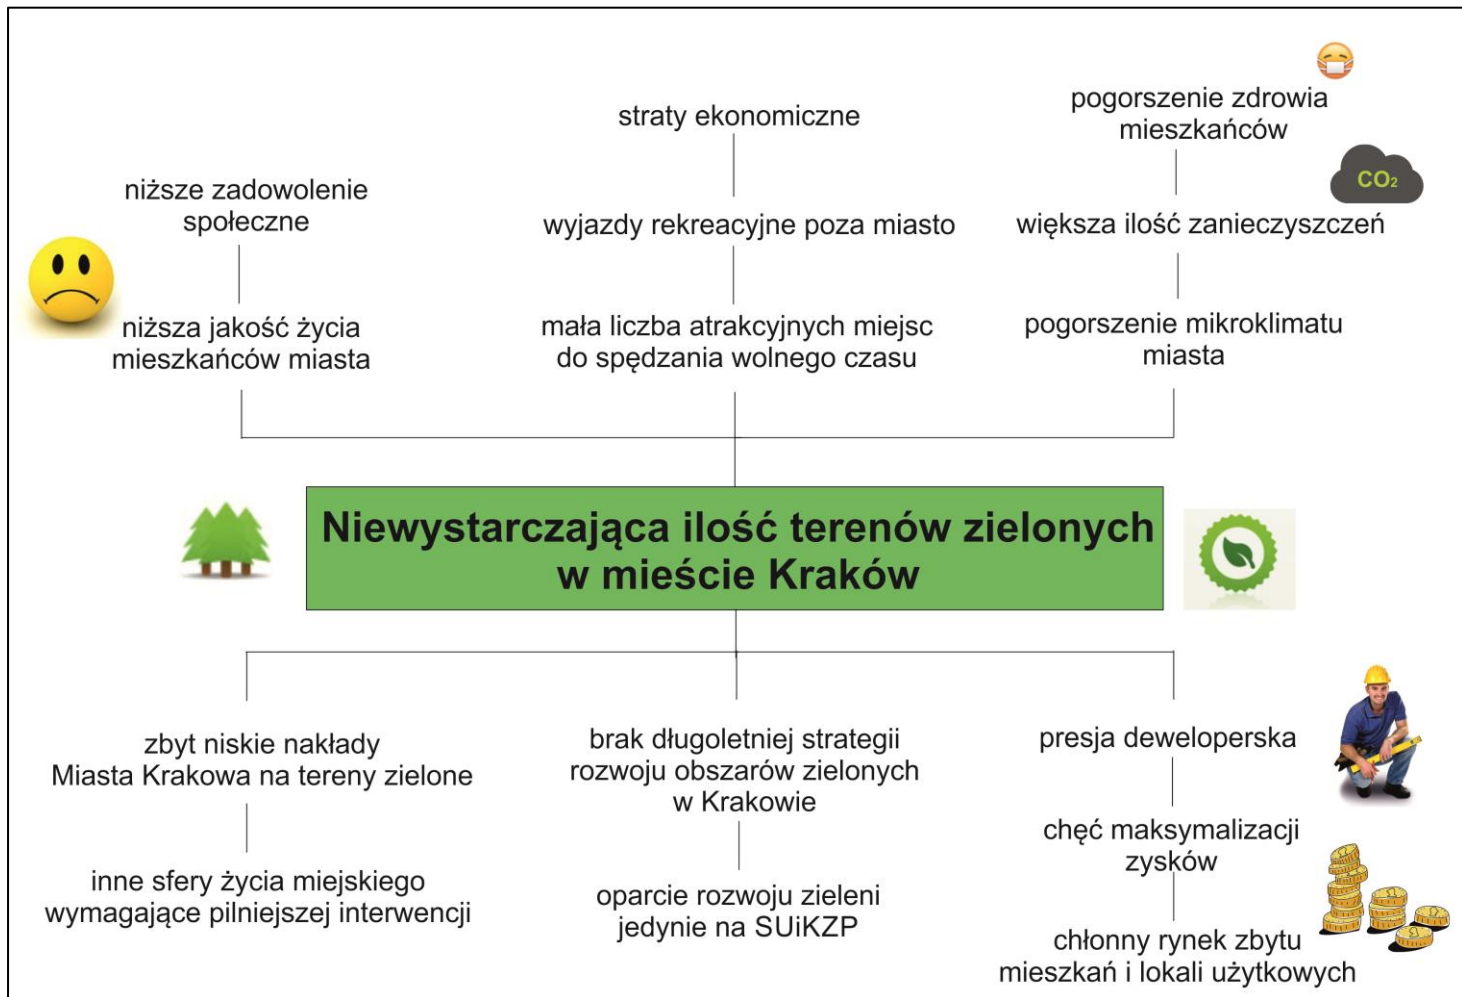 straty ekonomiczne
pogorszenie zdrowia
mieszkańców
niższe zadowolenie
społeczne
wyjazdy rekreacyjne poza miasto
CO₂
większa ilość zanieczyszczeń
niższa jakość życia
mieszkańców miasta
mała liczba atrakcyjnych miejsc
do spędzania wolnego czasu
pogorszenie mikroklimatu
miasta
Niewystarczająca ilość terenów zielonych
w mieście Kraków
zbyt niskie nakłady
Miasta Krakowa na tereny zielone
brak długoletniej strategii
rozwoju obszarów zielonych
w Krakowie
presja deweloperska
chęć maksymalizacji
zysków
inne sfery życia miejskiego
wymagające pilniejszej interwencji
oparcie rozwoju zieleni
jedynie na SUiKZP
chłonny rynek zbytu
mieszkań i lokali użytkowych